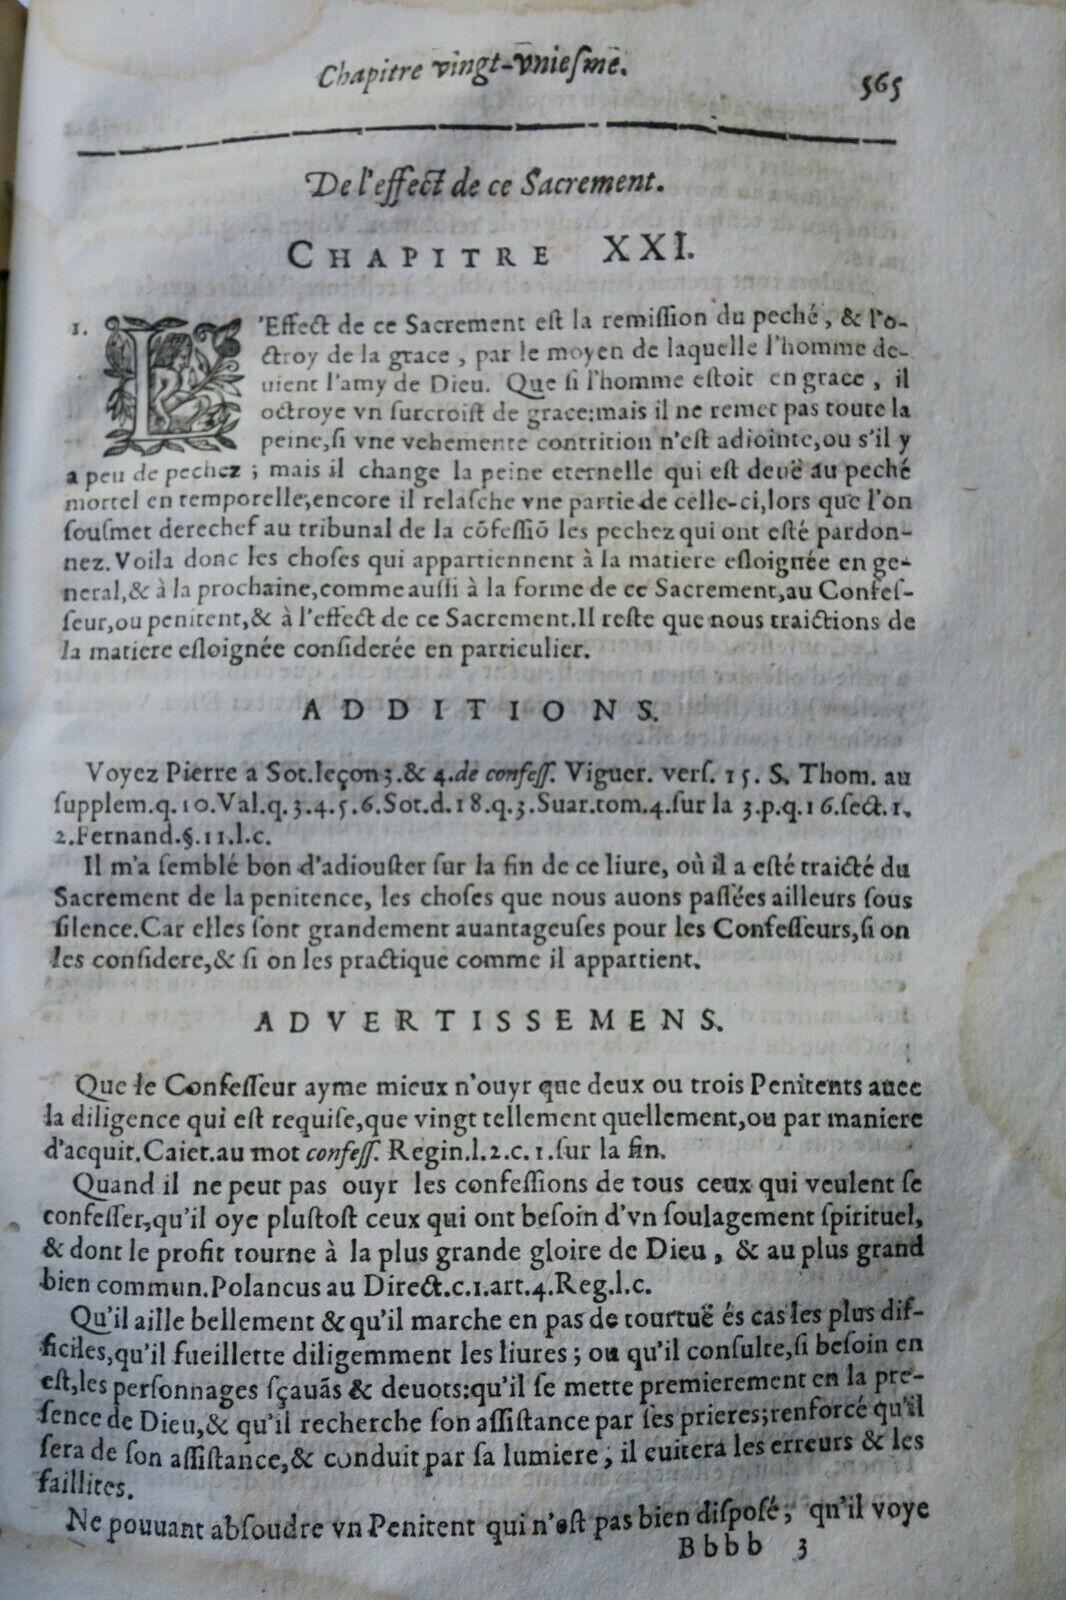 Chapitre vingt-vnieſme.
565
De l'effect de ce Sacrement.
CHAPITRE XXI.
1. L'Effect de ce Sacrement eſt la remiſſion du peché, & l'o-
ctroy de la grace, par le moyen de laquelle l'homme de-
uient l'amy de Dieu. Que ſi l'homme eſtoit en grace, il
octroye vn ſurcroiſt de grace:mais il ne remet pas toute la
peine,ſi vne vehemente contrition n'eſt adiointe,ou s'il y
a peu de pechez ; mais il change la peine eternelle qui eſt deuë au peché
mortel en temporelle;encore il relaſche vne partie de celle-ci,lors que l'on
ſouſmet derechef au tribunal de la cõfeſſiõ les pechez qui ont eſté pardon-
nez. Voila donc les choſes qui appartiennent à la matiere eſloignée en ge-
neral,& à la prochaine,comme auſſi à la forme de ce Sacrement,au Confeſ-
ſeur,ou penitent,& à l'effect de ce Sacrement.Il reſte que nous traictions de
la matiere eſloignée conſiderée en particulier.
ADDITIONS.
Voyez Pierre a Sot.leçon 3.& 4.de confeſſ. Viguer. verſ. 15. S. Thom. au
ſupplem.q.10.Val.q.3.4.5.6.Sot.d.18.q.3.Suar.tom.4.ſur la 3.p.q.16.ſect.1.
2.Fernand.§.11.l.c.
Il m'a ſemblé bon d'adiouſter ſur la fin de ce liure, où il a eſté traicté du
Sacrement de la penitence, les choſes que nous auons paſſées ailleurs ſous
ſilence.Car elles ſont grandement auantageuſes pour les Confeſſeurs,ſi on
les conſidere,& ſi on les practique comme il appartient.
ADVERTISSEMENS.
Que le Confeſſeur ayme mieux n'ouyr que deux ou trois Penitents auec
la diligence qui eſt requiſe,que vingt tellement quellement,ou par maniere
d'acquit.Caiet.au mot confeſſ. Regin.l.2.c.1.ſur la fin.
Quand il ne peut pas ouyr les confeſſions de tous ceux qui veulent ſe
confeſſer,qu'il oye pluſtoſt ceux qui ont beſoin d'vn ſoulagement ſpirituel,
& dont le profit tourne à la plus grande gloire de Dieu, & au plus grand
bien commun.Polancus au Direct.c.1.art.4.Reg.l.c.
Qu'il aille bellement & qu'il marche en pas de tourtuë és cas les plus dif-
ficiles,qu'il fueillette diligemment les liures ; ou qu'il conſulte,ſi beſoin en
eſt,les perſonnages ſçauãs & deuots:qu'il ſe mette premierement en la pre-
ſence de Dieu,& qu'il recherche ſon aſſiſtance par ſes prieres;renforcé qu'il
ſera de ſon aſſiſtance,& conduit par ſa lumiere, il euitera les erreurs & les
faillites.
Ne pouuant abſoudre vn Penitent qui n'eſt pas bien diſpoſé, qu'il voye
Bbbb 3